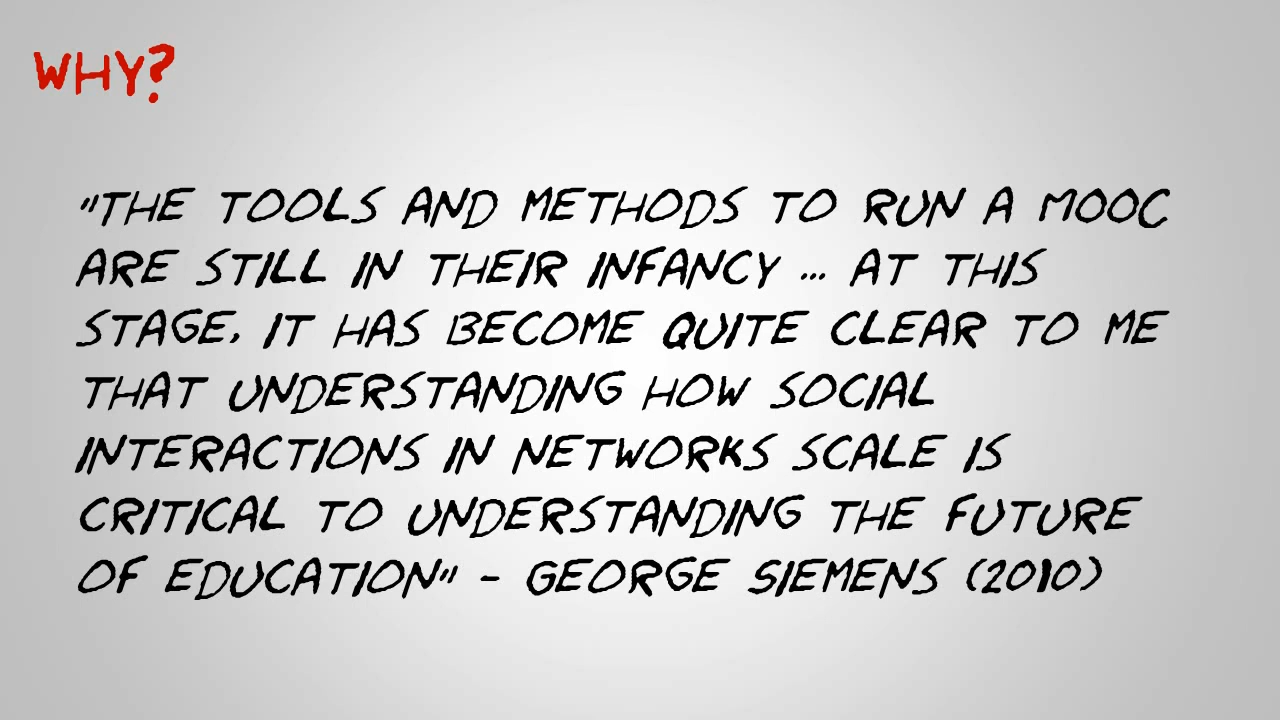 WHY?
"THE TOOLS AND METHODS TO RUN A MOOC
ARE STILL IN THEIR INFANCY ... AT THIS
STAGE, IT HAS BECOME QUITE CLEAR TO ME
THAT UNDERSTANDING HOW SOCIAL
INTERACTIONS IN NETWORKS SCALE IS
CRITICAL TO UNDERSTANDING THE FUTURE
OF EDUCATION" - GEORGE SIEMENS (2010)